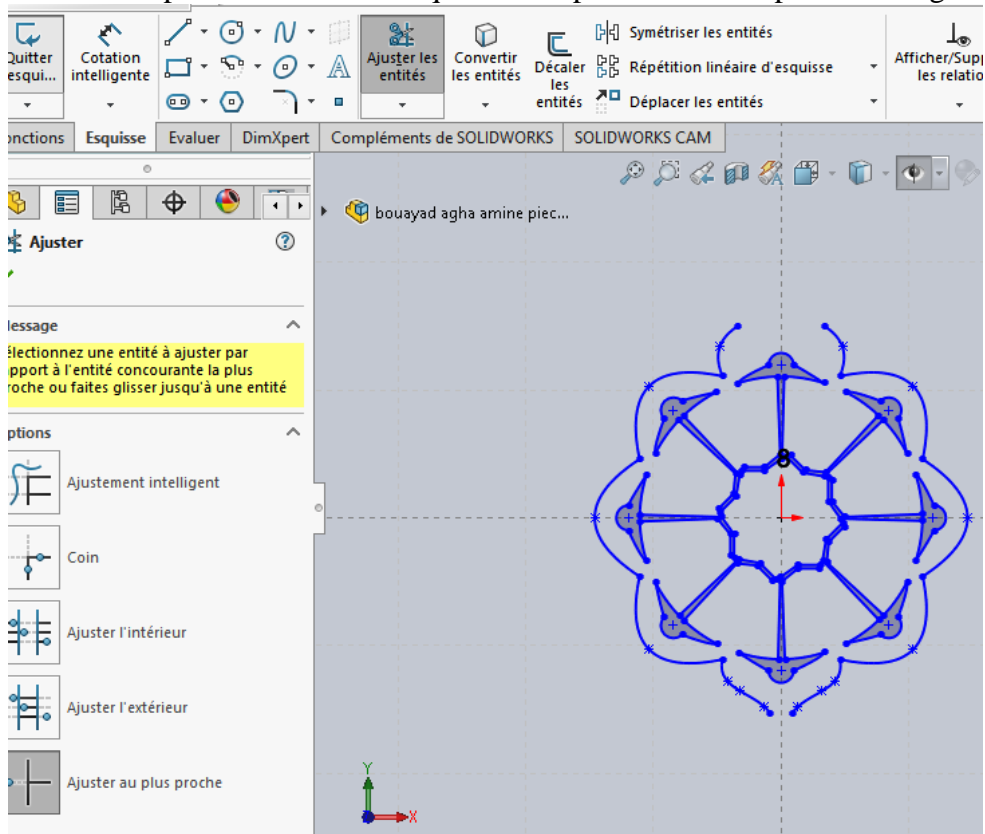 Quitter
esqui...
Cotation
intelligente
Ajuster les
entités
Convertir
les entités
Décaler
les
entités
Symétriser les entités
Répétition linéaire d'esquisse
Déplacer les entités
Afficher/Supp
les relatio
onctions
Esquisse
Evaluer
DimXpert
Compléments de SOLIDWORKS
SOLIDWORKS CAM
bouayad agha amine piec...
Ajuster
lessage
électionnez une entité à ajuster par
apport à l'entité concourante la plus
roche ou faites glisser jusqu'à une entité
ptions
Ajustement intelligent
Coin
Ajuster l'intérieur
Ajuster l'extérieur
Ajuster au plus proche
8
Y
X